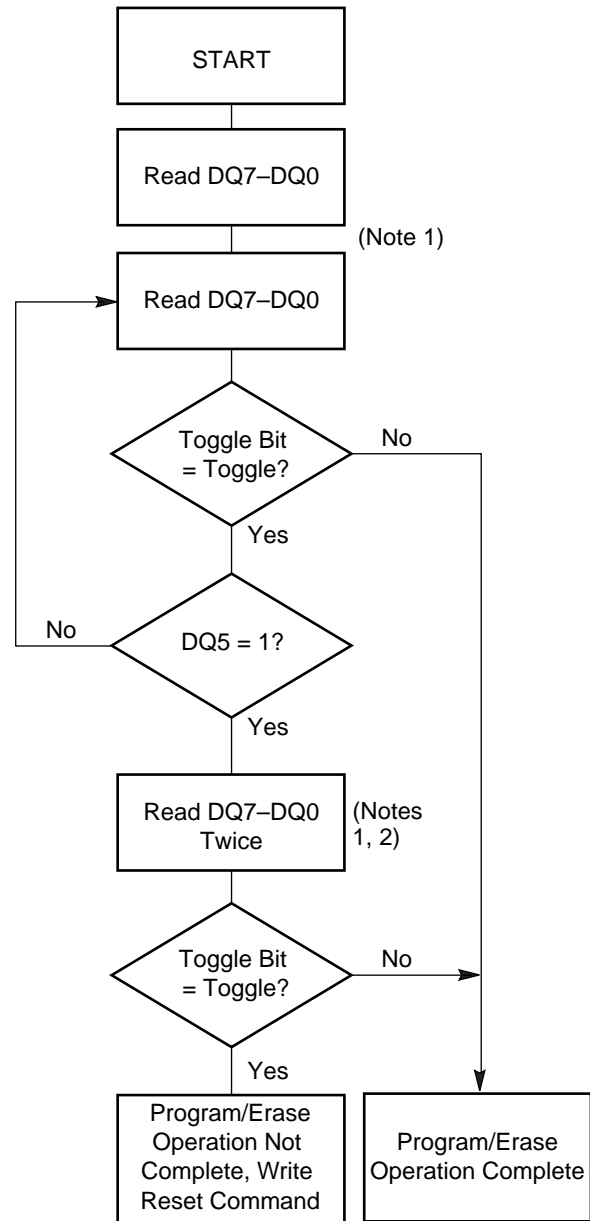 START
Read DQ7–DQ0
(Note 1)
Read DQ7–DQ0
Toggle Bit
= Toggle?
No
Yes
DQ5 = 1?
No
Yes
Read DQ7–DQ0
Twice
(Notes
1, 2)
Toggle Bit
= Toggle?
No
Yes
Program/Erase
Operation Not
Complete, Write
Reset Command
Program/Erase
Operation Complete